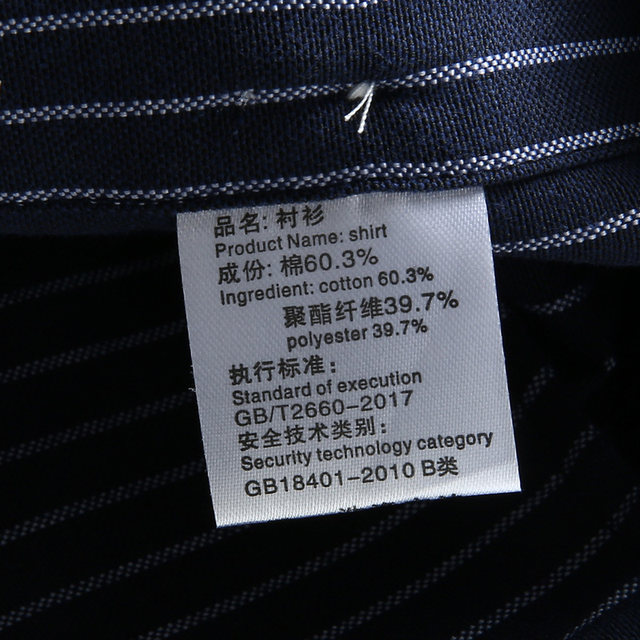 品名: 衬衫
Product Name: shirt
成份: 棉60.3%
Ingredient: cotton 60.3%
聚酯纤维39.7%
polyester 39.7%
执行标准:
Standard of execution
GB/T2660-2017
安全技术类别:
Security technology category
GB18401-2010 B类